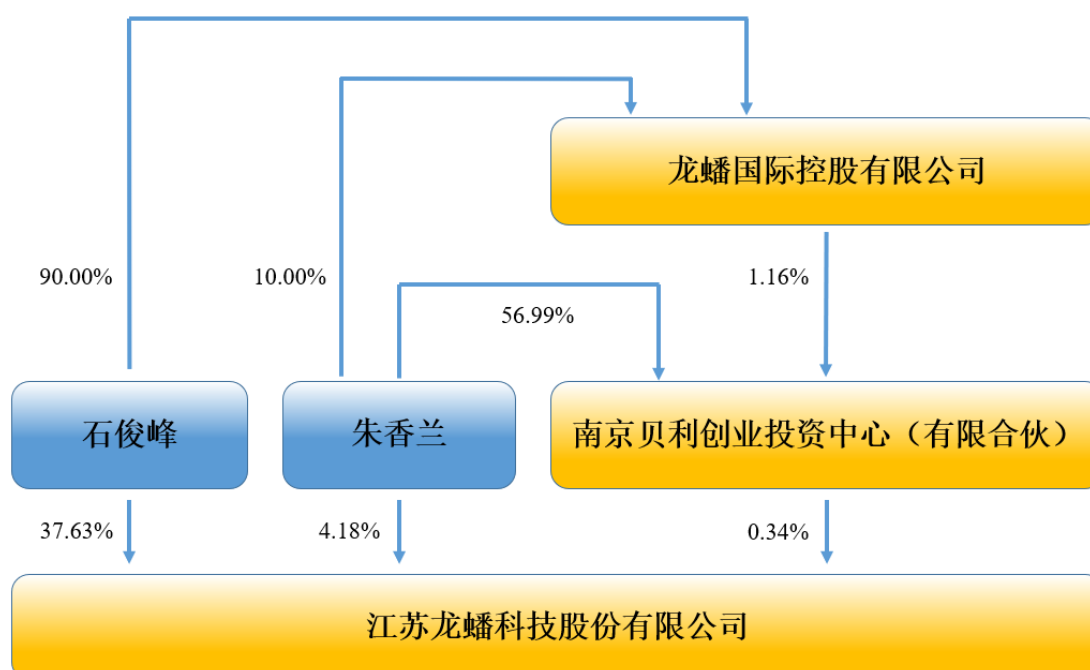 龙蟠国际控股有限公司
90.00%
10.00%
1.16%
56.99%
石俊峰
朱香兰
南京贝利创业投资中心（有限合伙）
37.63%
4.18%
0.34%
江苏龙蟠科技股份有限公司